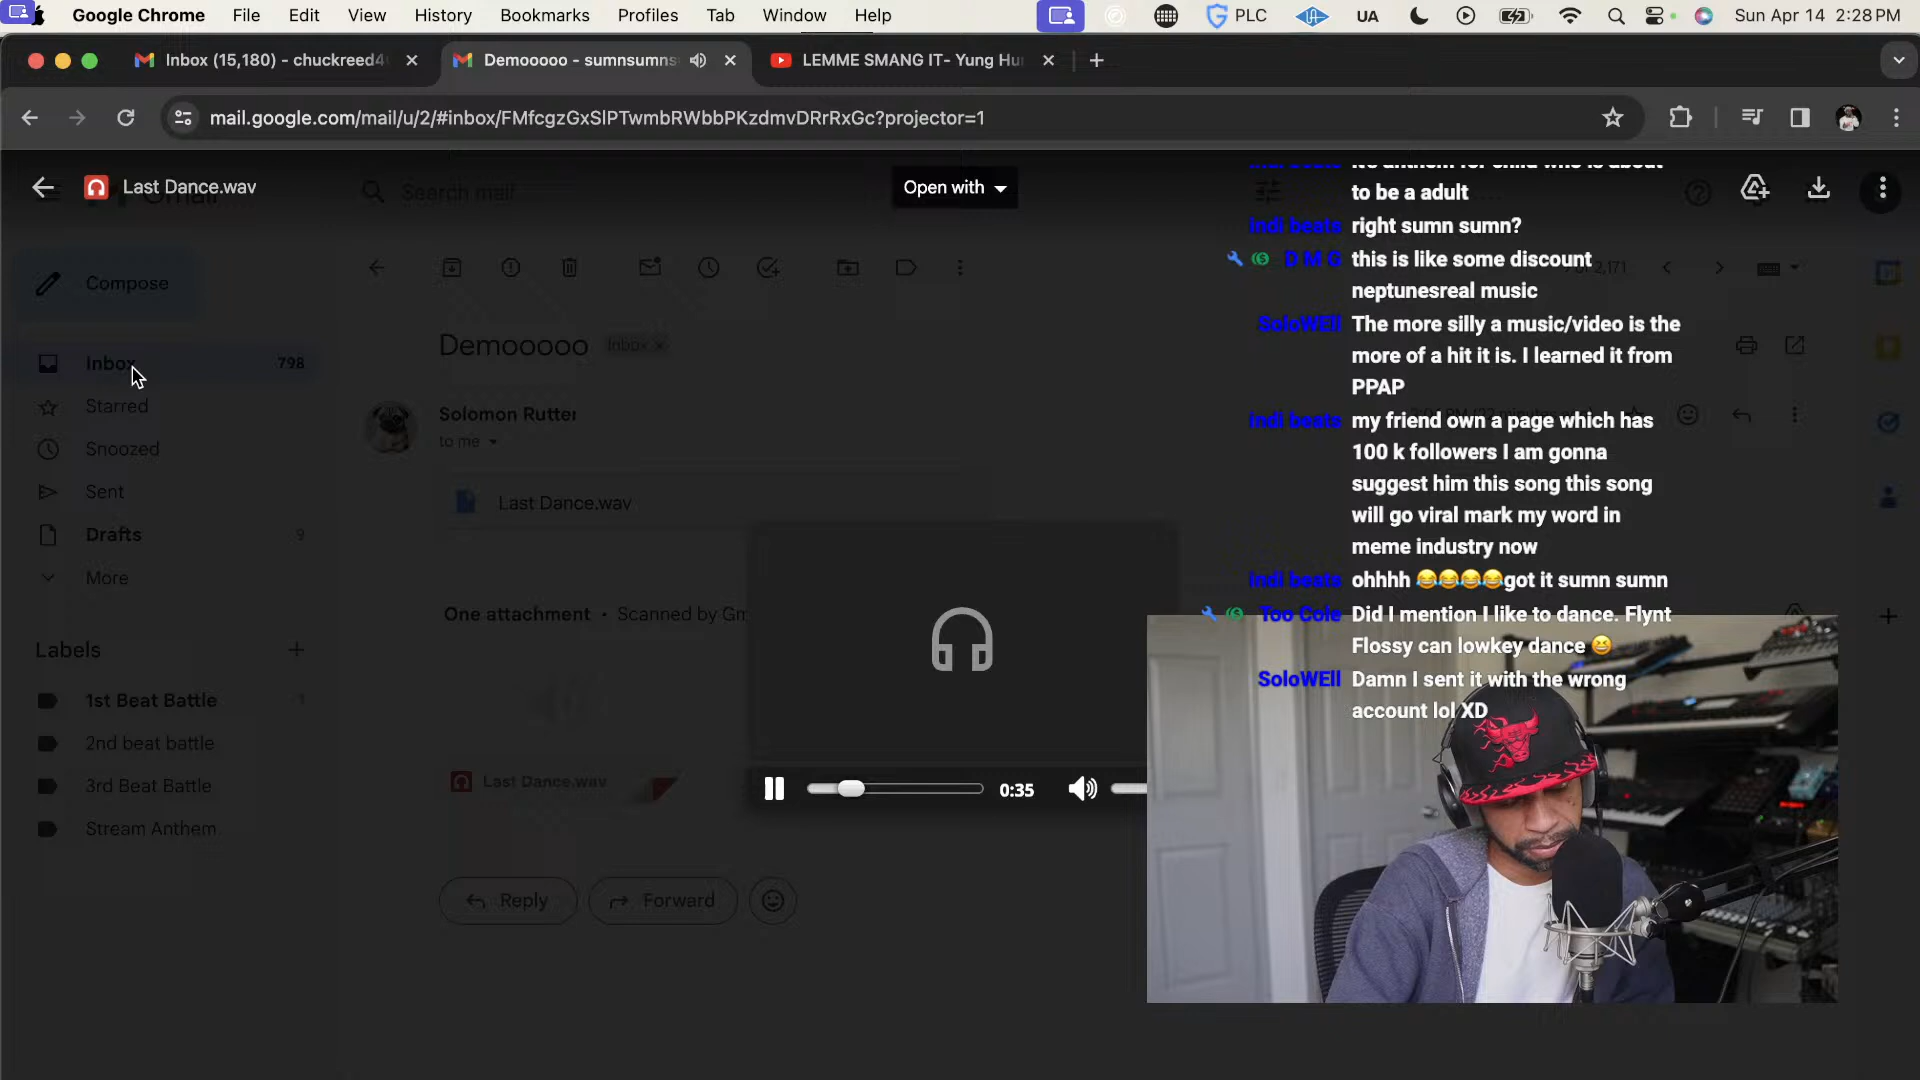 Google Chrome File Edit View History Bookmarks Profiles Tab Window Help PLC UA Sun Apr 14 2:28 PM
Inbox (15,180) - chuckreed4 Demooooo - sumnsumns LEMME SMANG IT- Yung Hu
mail.google.com/mail/u/2/#inbox/FMfcgzGxSlPTwmbRWbbPKzdmvDRrRxGc?projector=1
Last Dance.wav
Search mail
Open with
Compose
Inbox 798
Starred
Snoozed
Sent
Drafts 9
More
Labels
1st Beat Battle 1
2nd beat battle
3rd Beat Battle
Stream Anthem
2,171
Demooooo Inbox
Solomon Rutter
to me
Last Dance.wav
One attachment • Scanned by Gm
Last Dance.wav
0:35
Reply Forward
to be a adult
indi beats right sumn sumn?
D M G this is like some discount
neptunesreal music
SoloWEll The more silly a music/video is the
more of a hit it is. I learned it from
PPAP
indi beats my friend own a page which has
100 k followers I am gonna
suggest him this song this song
will go viral mark my word in
meme industry now
indi beats ohhhh 😂😂😂😂got it sumn sumn
Too Cole Did I mention I like to dance. Flynt
Flossy can lowkey dance 😆
SoloWEll Damn I sent it with the wrong
account lol XD